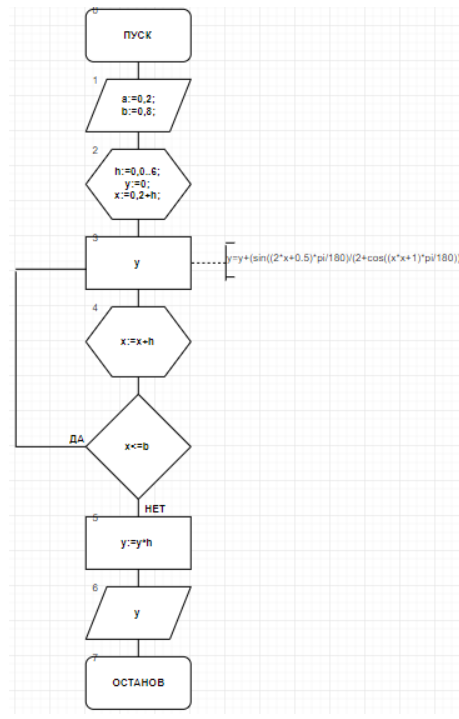 0
ПУСК
1
a:=0,2;
b:=0,8;
2
h:=0,0..6;
y:=0;
x:=0,2+h;
3
y
y=y+(sin((2*x+0.5)*pi/180)/(2+cos((x*x+1)*pi/180))
4
x:=x+h
ДА
x<=b
НЕТ
5
y:=y*h
6
y
7
ОСТАНОВ